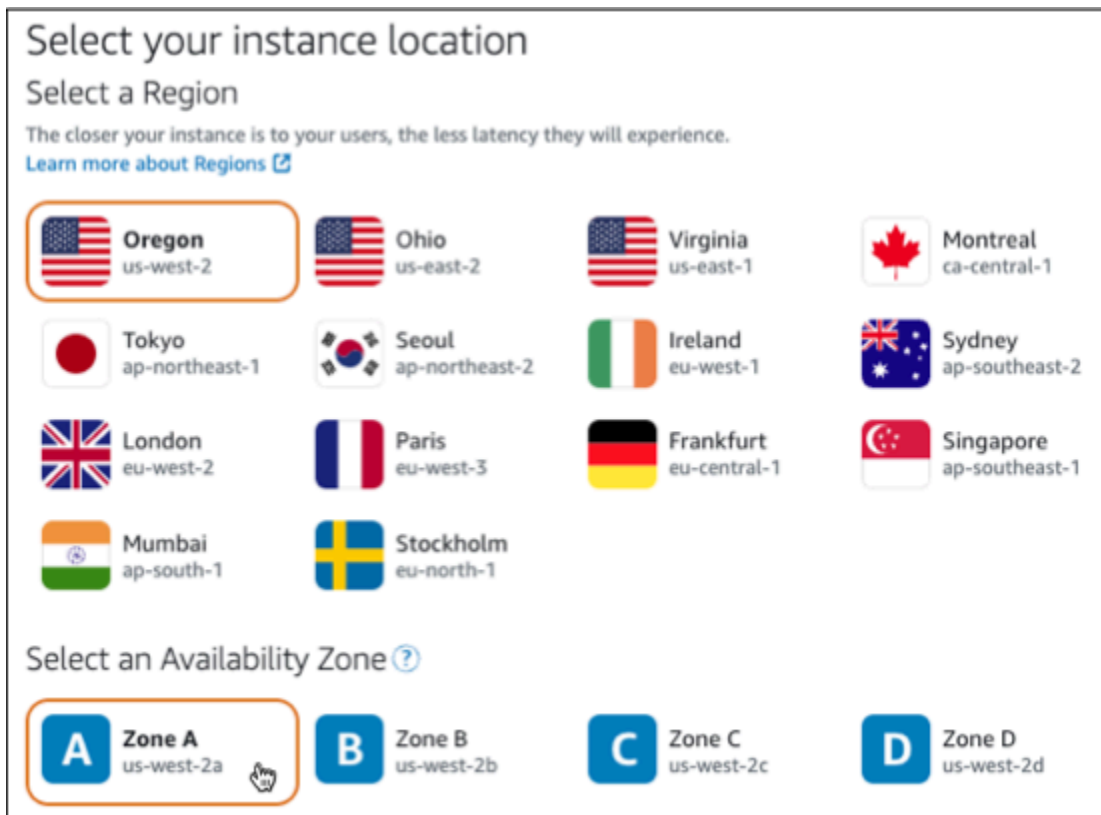 Select your instance location
Select a Region
The closer your instance is to your users, the less latency they will experience.
Learn more about Regions
Oregon
us-west-2
Ohio
us-east-2
Virginia
us-east-1
Montreal
ca-central-1
Tokyo
ap-northeast-1
Seoul
ap-northeast-2
Ireland
eu-west-1
Sydney
ap-southeast-2
London
eu-west-2
Paris
eu-west-3
Frankfurt
eu-central-1
Singapore
ap-southeast-1
Mumbai
ap-south-1
Stockholm
eu-north-1
Select an Availability Zone ?
A
Zone A
us-west-2a
B
Zone B
us-west-2b
C
Zone C
us-west-2c
D
Zone D
us-west-2d